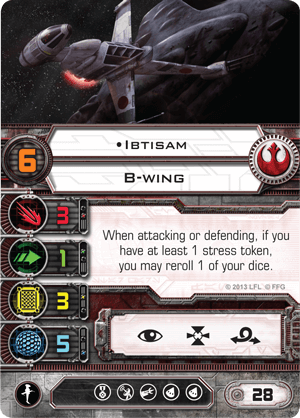 •Ibtisam
6
B-wing
3
When attacking or defending, if you
1
have at least 1 stress token,
you may reroll 1 of your dice.
© 2013 LFL © FFG
3
5
28